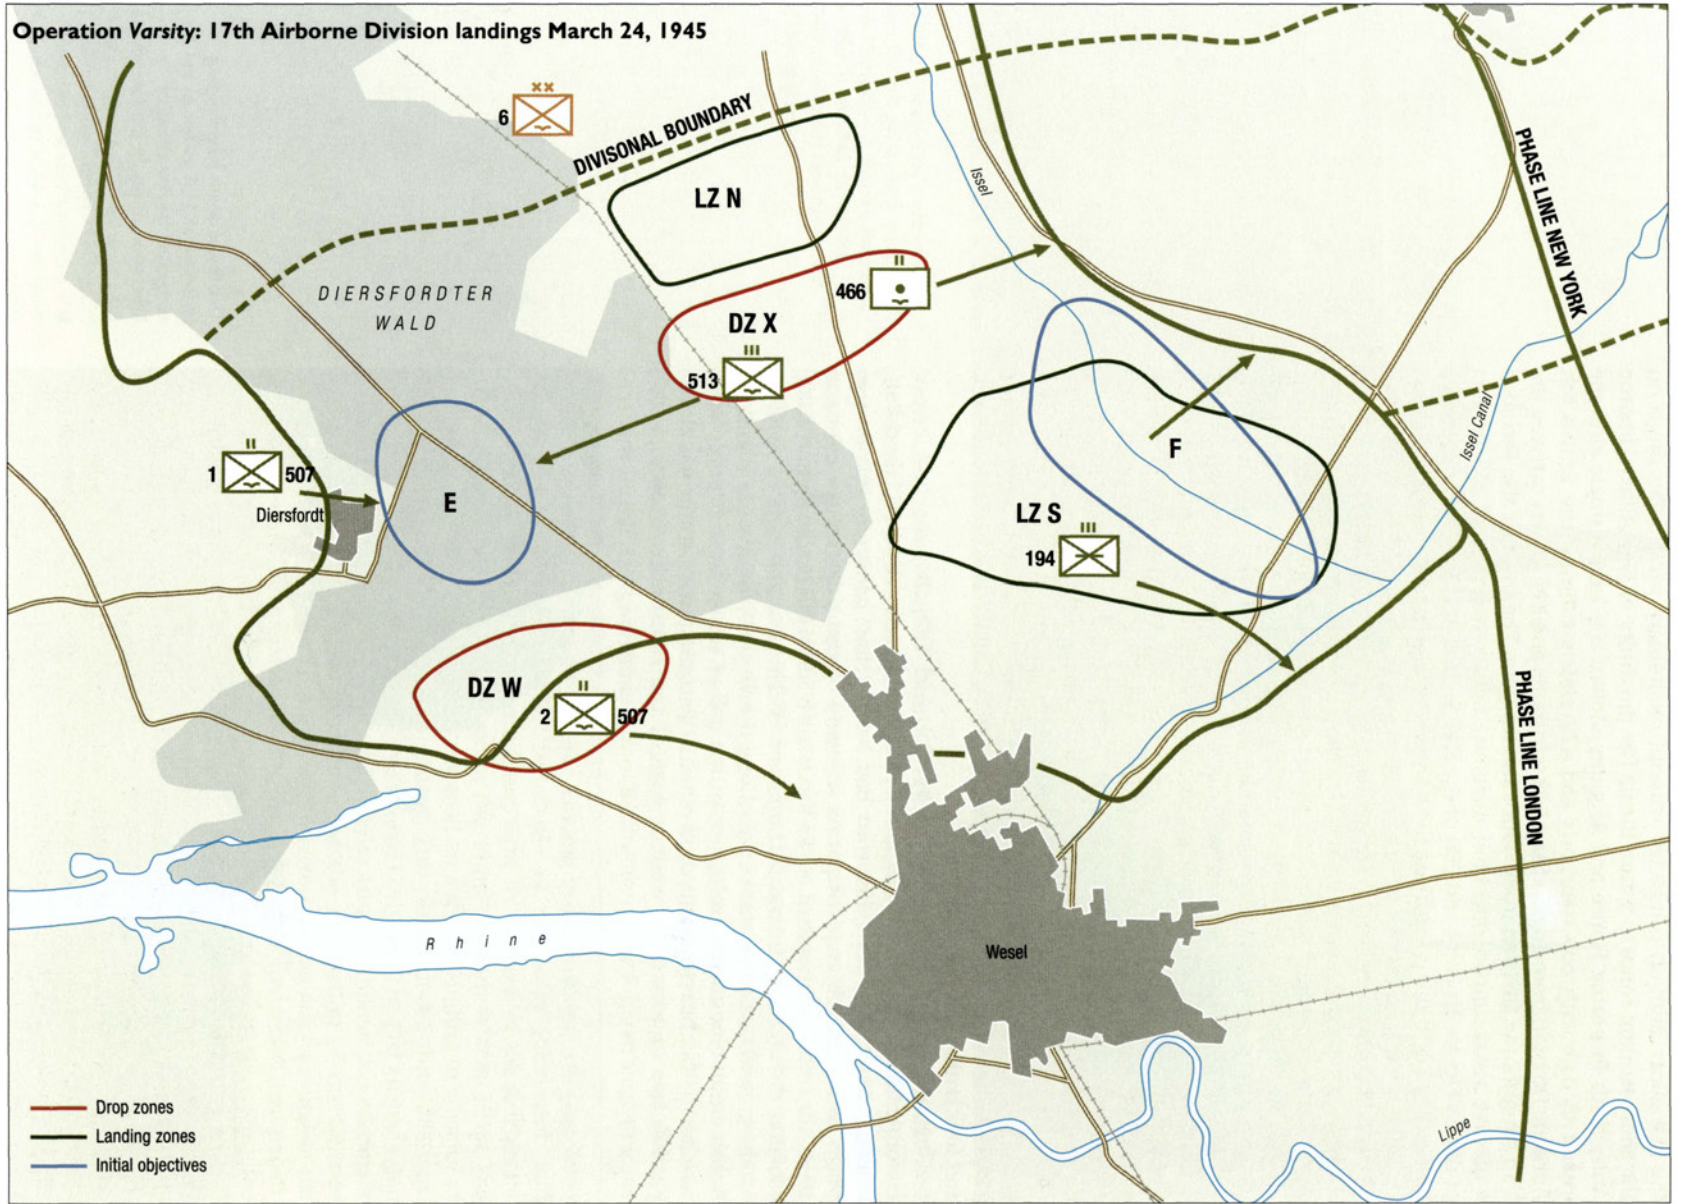 Operation Varsity: 17th Airborne Division landings March 24, 1945
6
DIVISONAL BOUNDARY
LZ N
Issel
PHASE LINE NEW YORK
DIERSFORDTER
WALD
466
DZ X
513
Issel Canal
F
1 507
E
Diersfordt
LZ S
194
DZ W
2 507
PHASE LINE LONDON
Rhine
Wesel
Lippe
Drop zones
Landing zones
Initial objectives